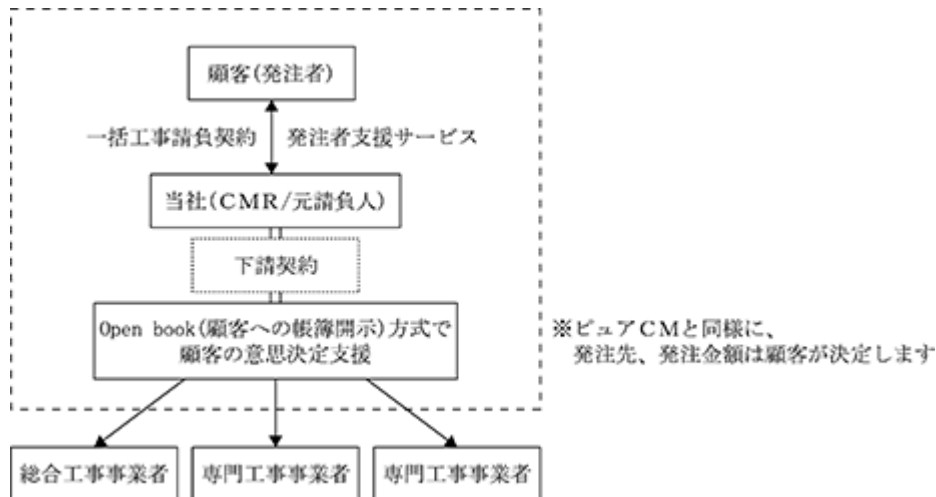 顧客(発注者)
一括工事請負契約 発注者支援サービス
当社(CMR/元請負人)
下請契約
Open book(顧客への帳簿開示)方式で
顧客の意思決定支援
※ピュアCMと同様に、
発注先、発注金額は顧客が決定します
総合工事事業者 専門工事事業者 専門工事事業者